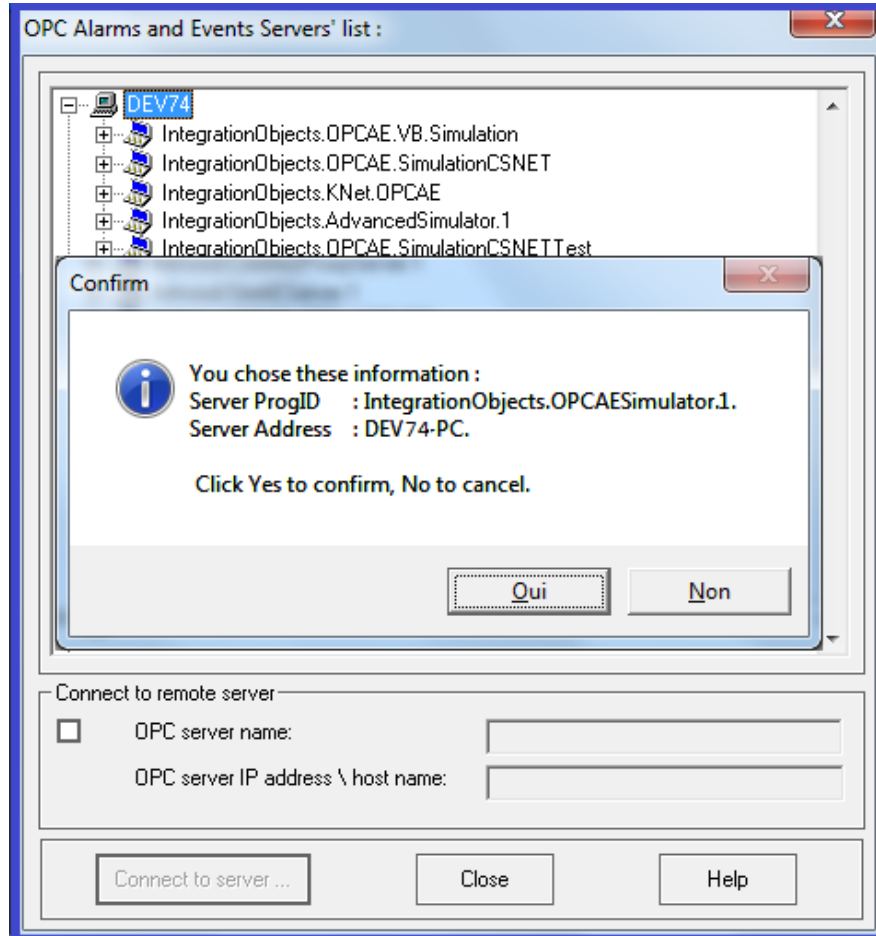 OPC Alarms and Events Servers' list :
DEV74
IntegrationObjects.OPCAE.VB.Simulation
IntegrationObjects.OPCAE.SimulationCSNET
IntegrationObjects.KNet.OPCAE
IntegrationObjects.AdvancedSimulator.1
IntegrationObjects.OPCAE.SimulationCSNETTest
Confirm
You chose these information :
Server ProgID : IntegrationObjects.OPCAESimulator.1.
Server Address : DEV74-PC.
Click Yes to confirm, No to cancel.
Oui
Non
Connect to remote server
OPC server name:
OPC server IP address \ host name:
Connect to server ...
Close
Help